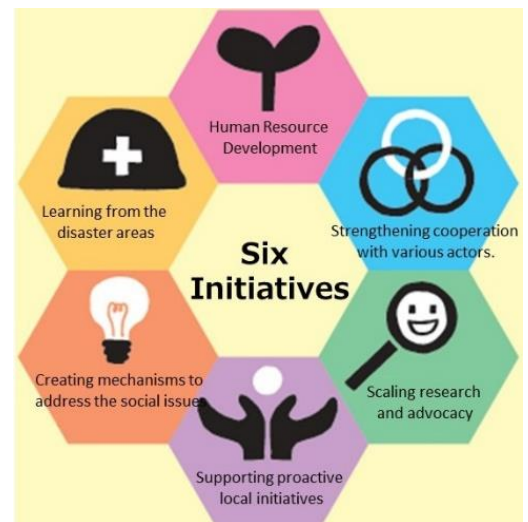 Human Resource
Development
Strengthening cooperation
with various actors.
Scaling research
and advocacy
Supporting proactive
local initiatives
Creating mechanisms to
address the social issues
Learning from the
disaster areas
Six
Initiatives